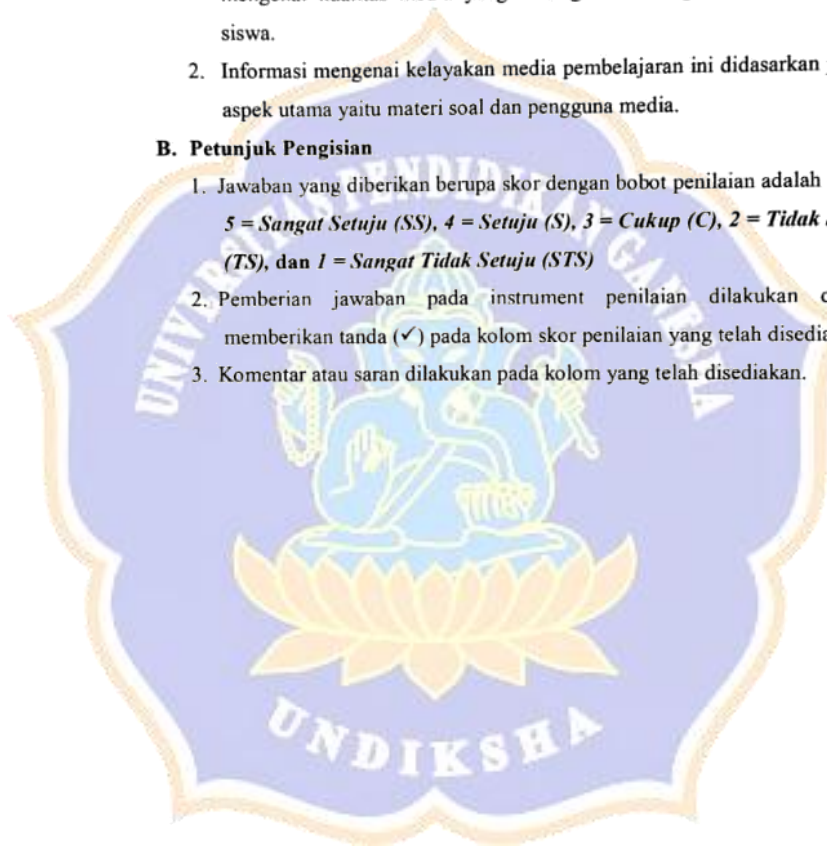 siswa.
2. Informasi mengenai kelayakan media pembelajaran ini didasarkan
aspek utama yaitu materi soal dan pengguna media.
B. Petunjuk Pengisian
1. Jawaban yang diberikan berupa skor dengan bobot penilaian adalah
5 = Sangat Setuju (SS), 4 = Setuju (S), 3 = Cukup (C), 2 = Tidak
(TS), dan 1 = Sangat Tidak Setuju (STS)
2. Pemberian jawaban pada instrument penilaian dilakukan
memberikan tanda (✓) pada kolom skor penilaian yang telah
3. Komentar atau saran dilakukan pada kolom yang telah disediakan.
UNIVERSITAS PENDIDIKAN GANESHA
UNDIKSHA